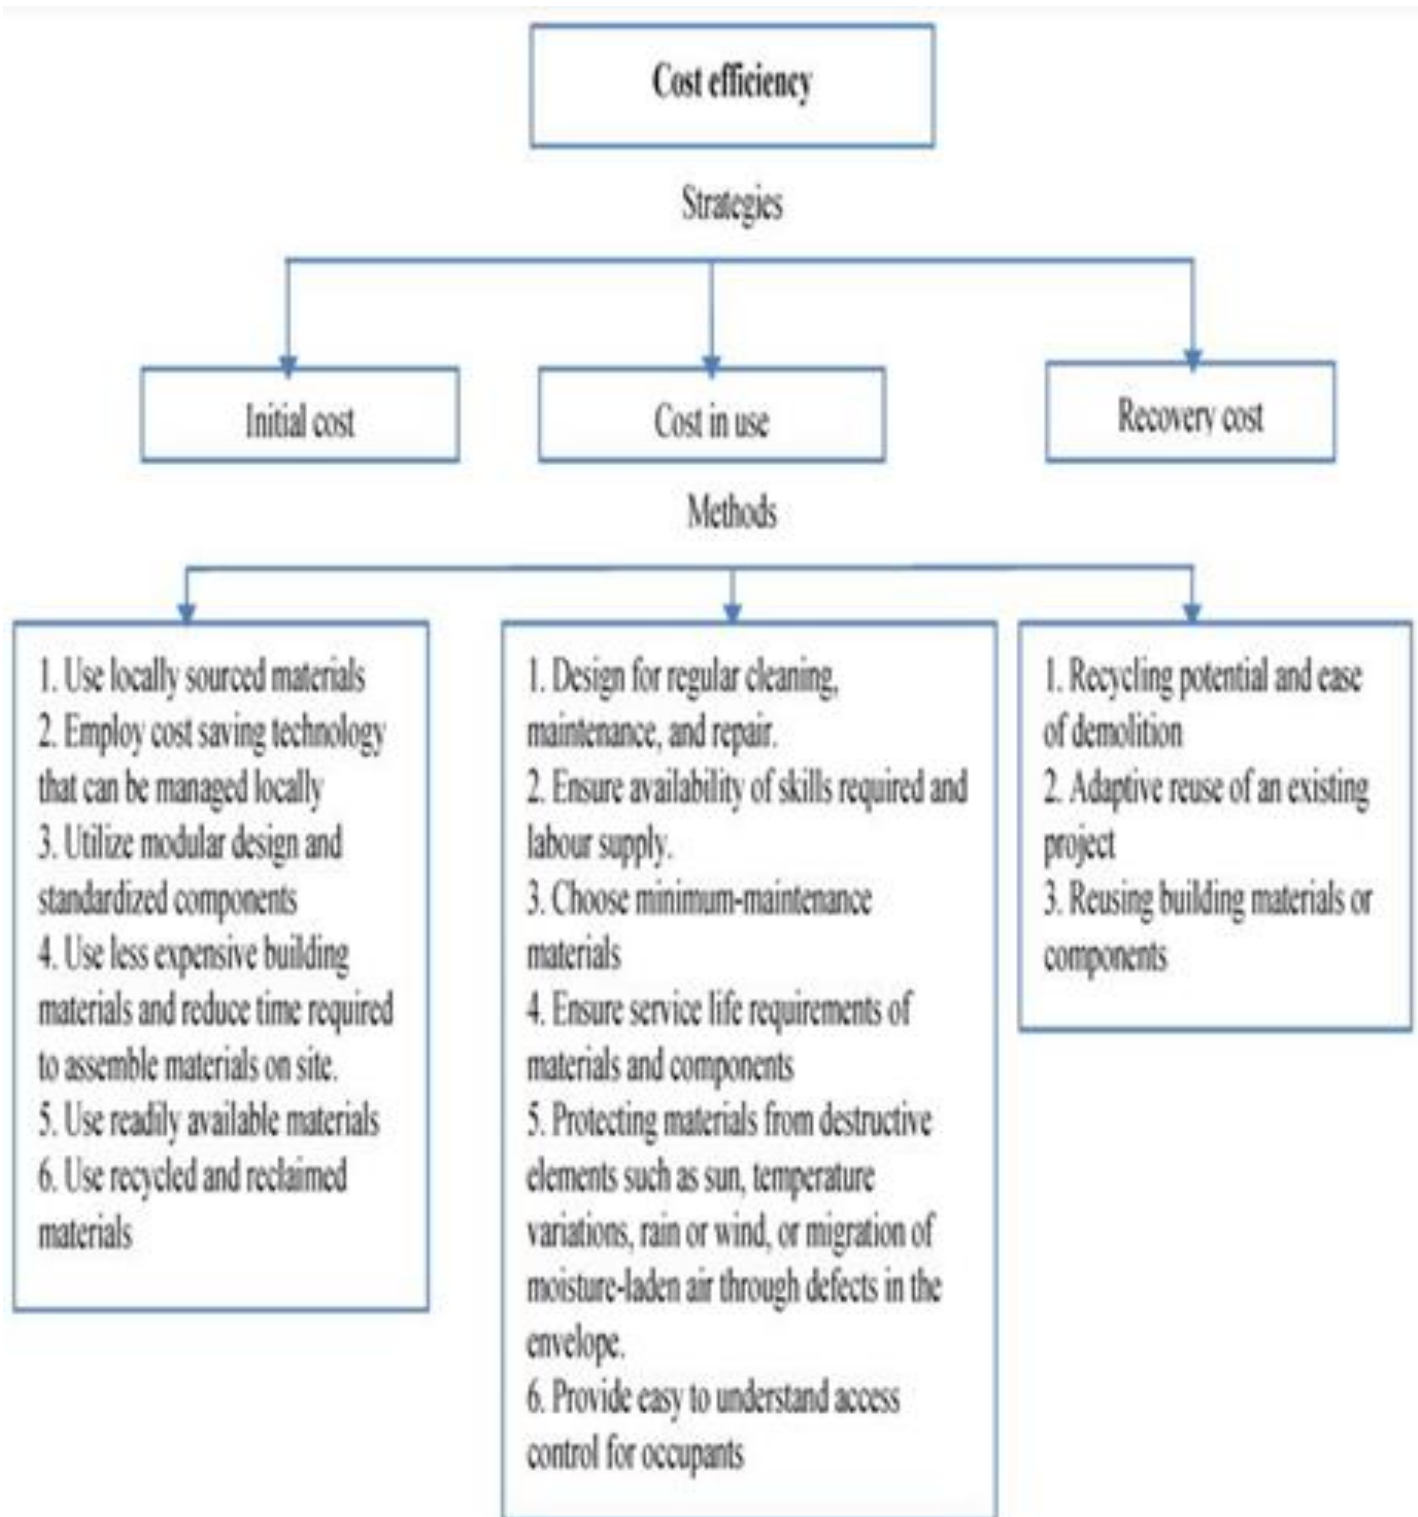 Cost efficiency
Strategies
Initial cost
Cost in use
Recovery cost
Methods
1. Use locally sourced materials
2. Employ cost saving technology
that can be managed locally
3. Utilize modular design and
standardized components
4. Use less expensive building
materials and reduce time required
to assemble materials on site.
5. Use readily available materials
6. Use recycled and reclaimed
materials
1. Design for regular cleaning,
maintenance, and repair.
2. Ensure availability of skills required and
labour supply.
3. Choose minimum-maintenance
materials
4. Ensure service life requirements of
materials and components
5. Protecting materials from destructive
elements such as sun, temperature
variations, rain or wind, or migration of
moisture-laden air through defects in the
envelope.
6. Provide easy to understand access
control for occupants
1. Recycling potential and ease
of demolition
2. Adaptive reuse of an existing
project
3. Reusing building materials or
components